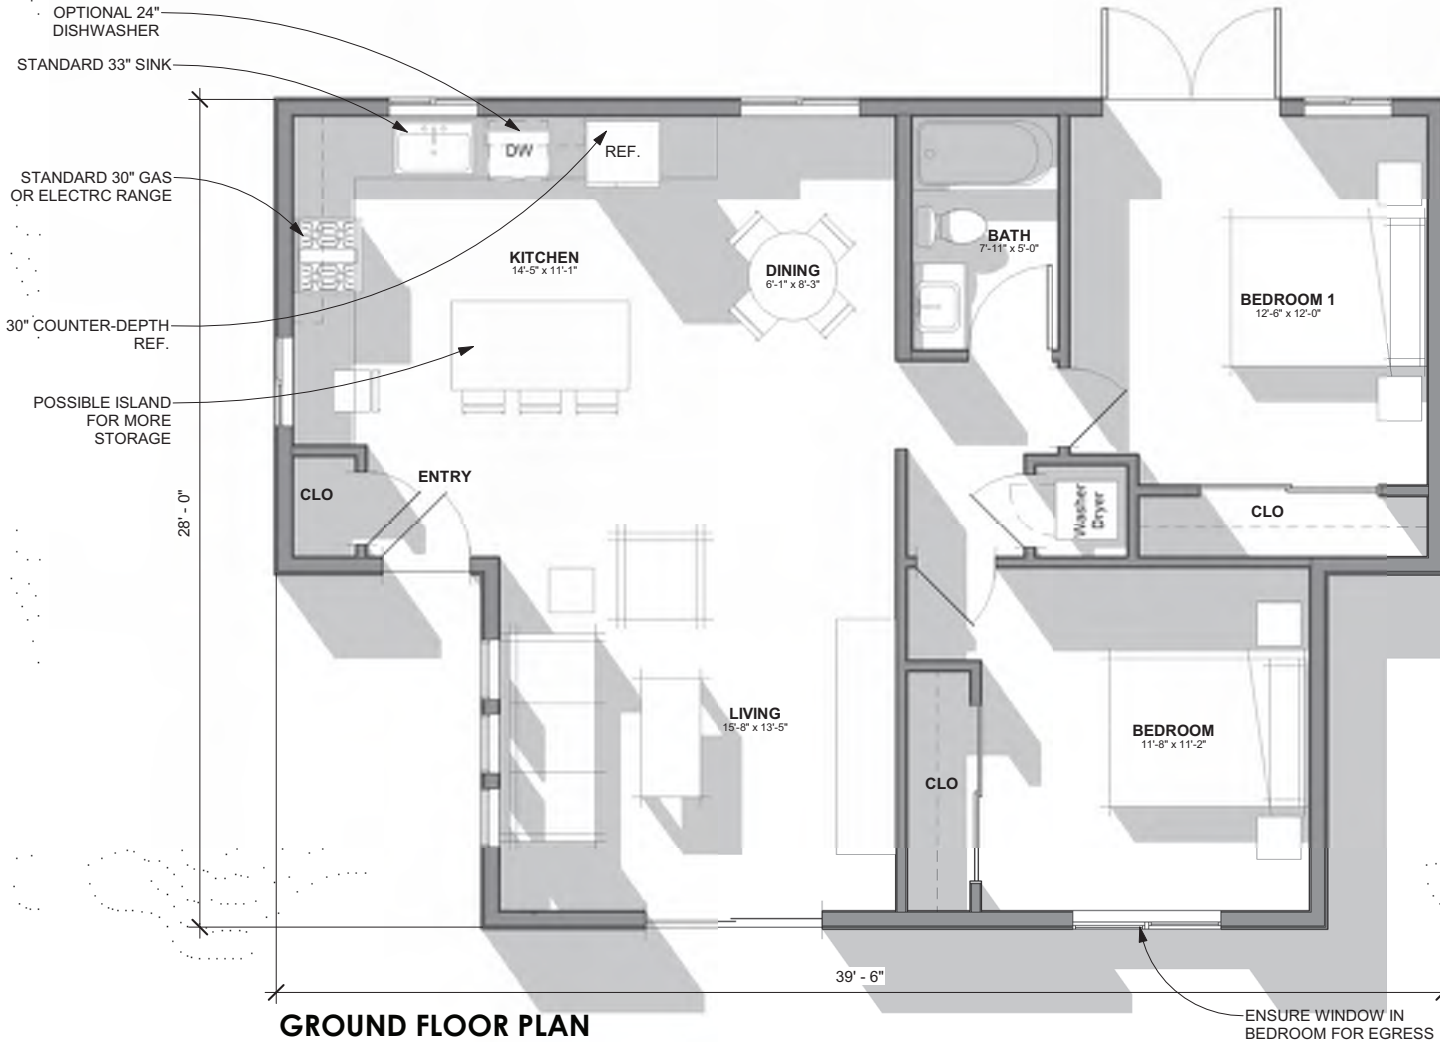 OPTIONAL 24"
DISHWASHER
STANDARD 33" SINK
STANDARD 30" GAS
OR ELECTRC RANGE
30" COUNTER-DEPTH
REF.
POSSIBLE ISLAND
FOR MORE
STORAGE
28' - 0"
DW
REF.
KITCHEN
14'-5" x 11'-1"
DINING
6'-1" x 8'-3"
BATH
7'-11" x 5'-0"
BEDROOM 1
12'-6" x 12'-0"
CLO
ENTRY
Washer
Dryer
CLO
LIVING
15'-8" x 13'-5"
BEDROOM
11'-8" x 11'-2"
CLO
39' - 6"
GROUND FLOOR PLAN
ENSURE WINDOW IN
BEDROOM FOR EGRESS